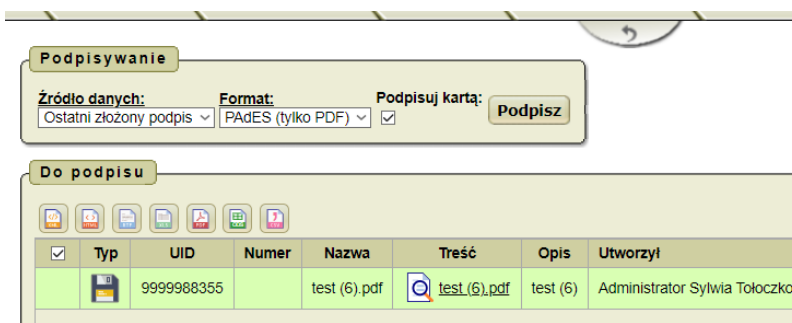 Podpisywanie
Źródło danych: Format: Podpisuj kartą:
Ostatni złożony podpis PAdES (tylko PDF) Podpisz
Do podpisu
Typ UID Numer Nazwa Treść Opis Utworzył
9999988355 test (6).pdf test (6).pdf test (6) Administrator Sylwia Tołoczko